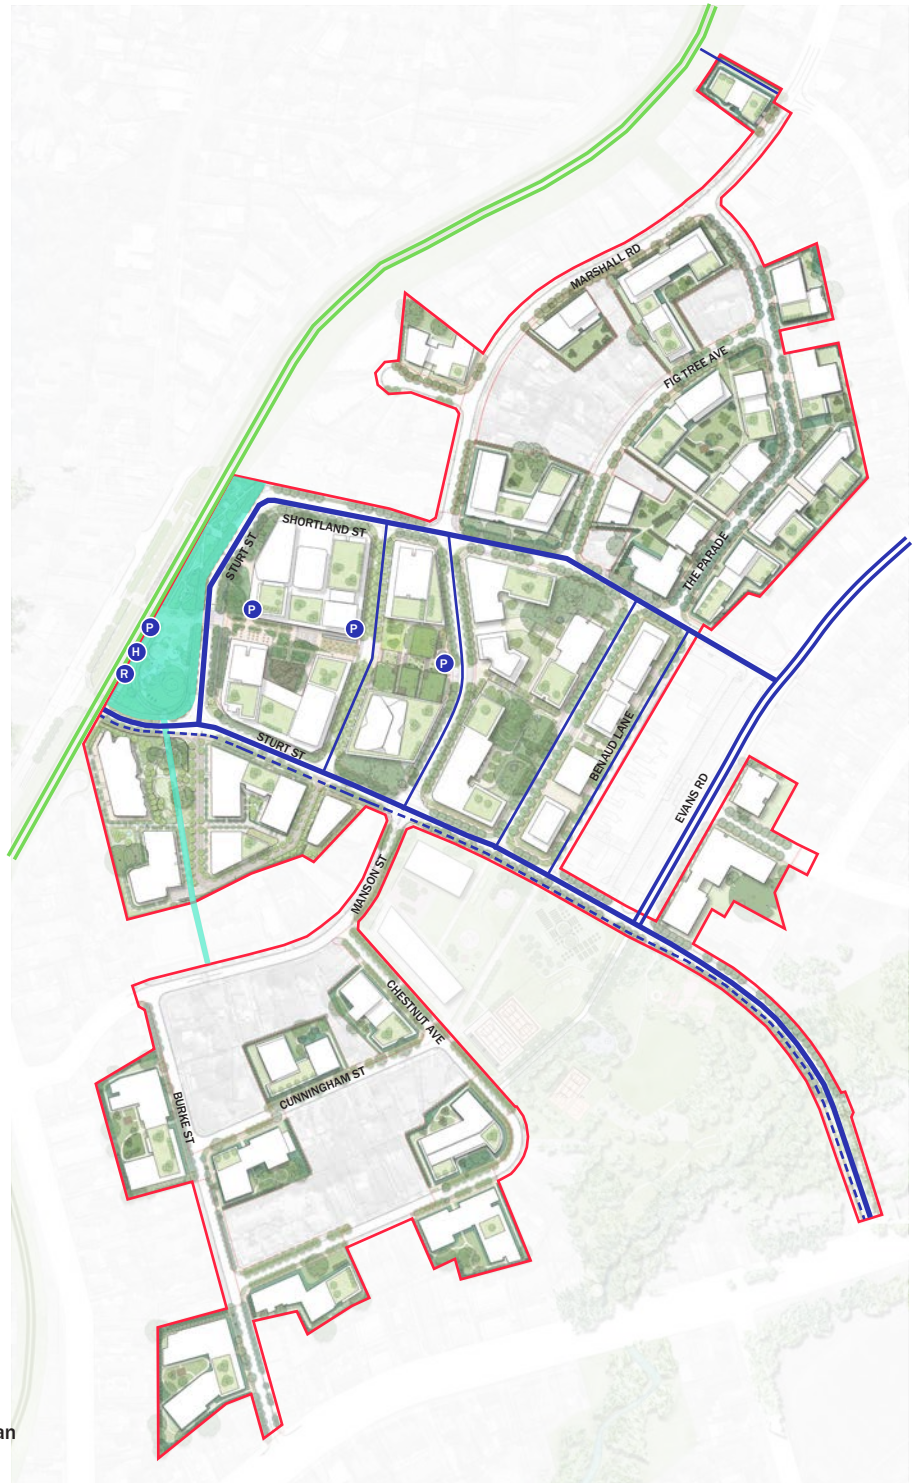 MARSHALL RD
FIG TREE AVE
SHORTLAND ST
STURT ST
THE PARADE
P
P
P
H
R
P
STURT ST
BENAUD LANE
EVANS RD
MANSON ST
CHESTNUT AVE
CUNNINGHAM ST
BURKE ST
an